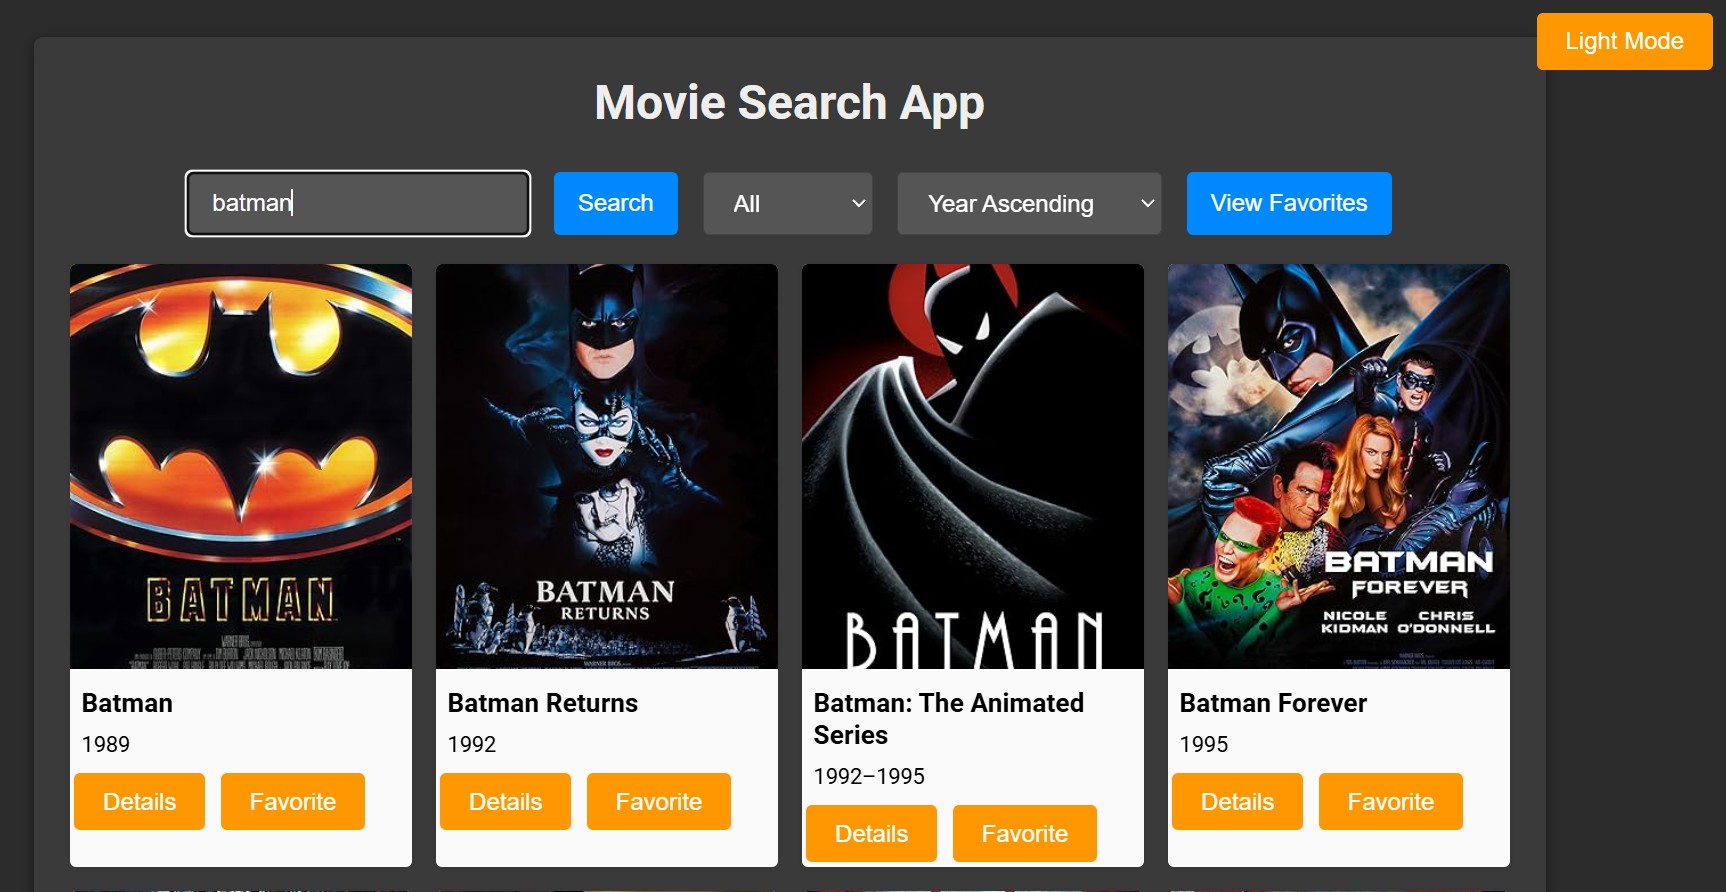 Light Mode
Movie Search App
batman
Search
All
Year Ascending
View Favorites
BATMAN
BATMAN
RETURNS
BATMAN
BATMAN
FOREVER
NICOLE CHRIS
KIDMAN O'DONNELL
Batman
1989
Details
Favorite
Batman Returns
1992
Details
Favorite
Batman: The Animated
Series
1992–1995
Details
Favorite
Batman Forever
1995
Details
Favorite